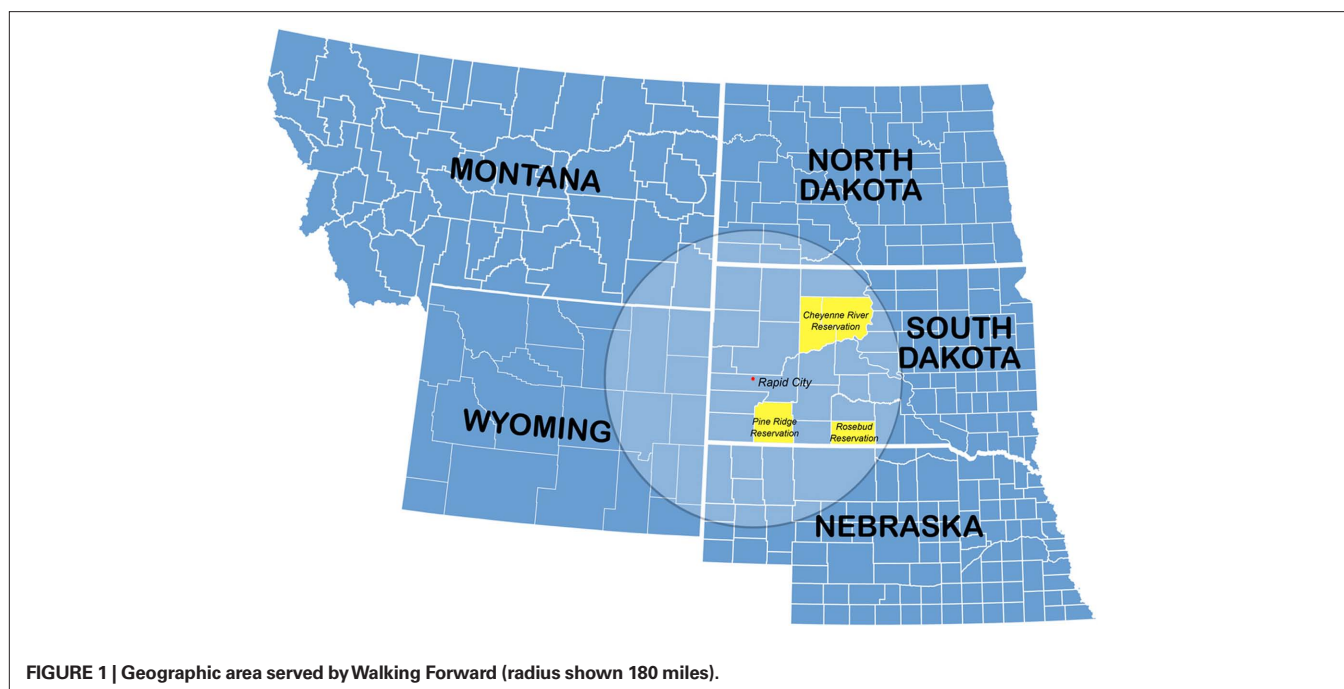 MONTANA
NORTH
DAKOTA
Cheyenne River
Reservation
SOUTH
DAKOTA
Rapid City
WYOMING
Pine Ridge
Reservation
Rosebud
Reservation
NEBRASKA
FIGURE 1 | Geographic area served by Walking Forward (radius shown 180 miles).